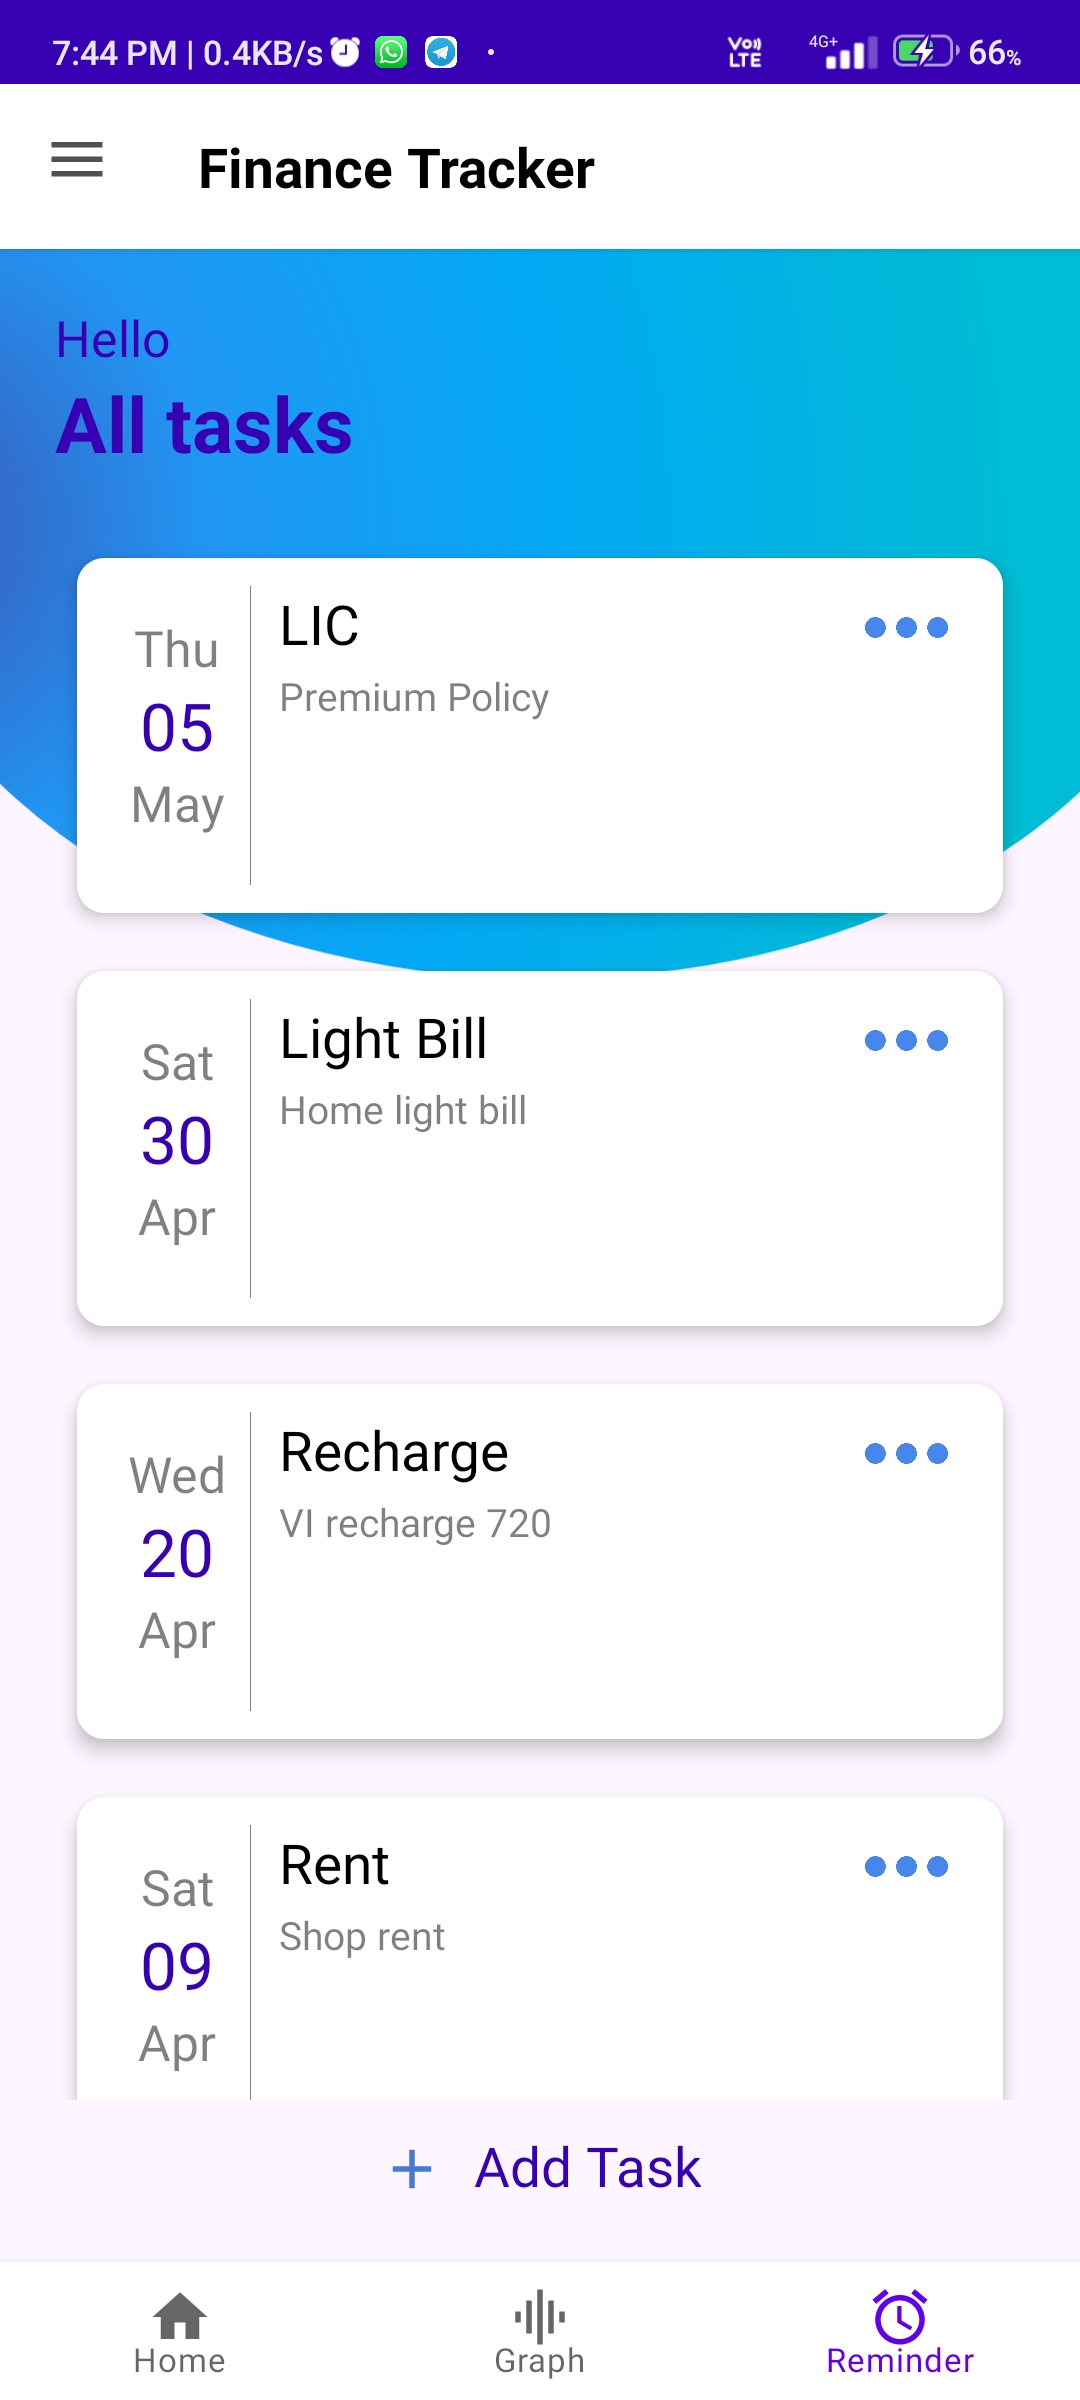 7:44 PM | 0.4KB/s
Vo)) LTE 4G+ 66%
Finance Tracker
Hello
All tasks
Thu
05
May
LIC
Premium Policy
Sat
30
Apr
Light Bill
Home light bill
Wed
20
Apr
Recharge
VI recharge 720
Sat
09
Apr
Rent
Shop rent
+ Add Task
Home
Graph
Reminder